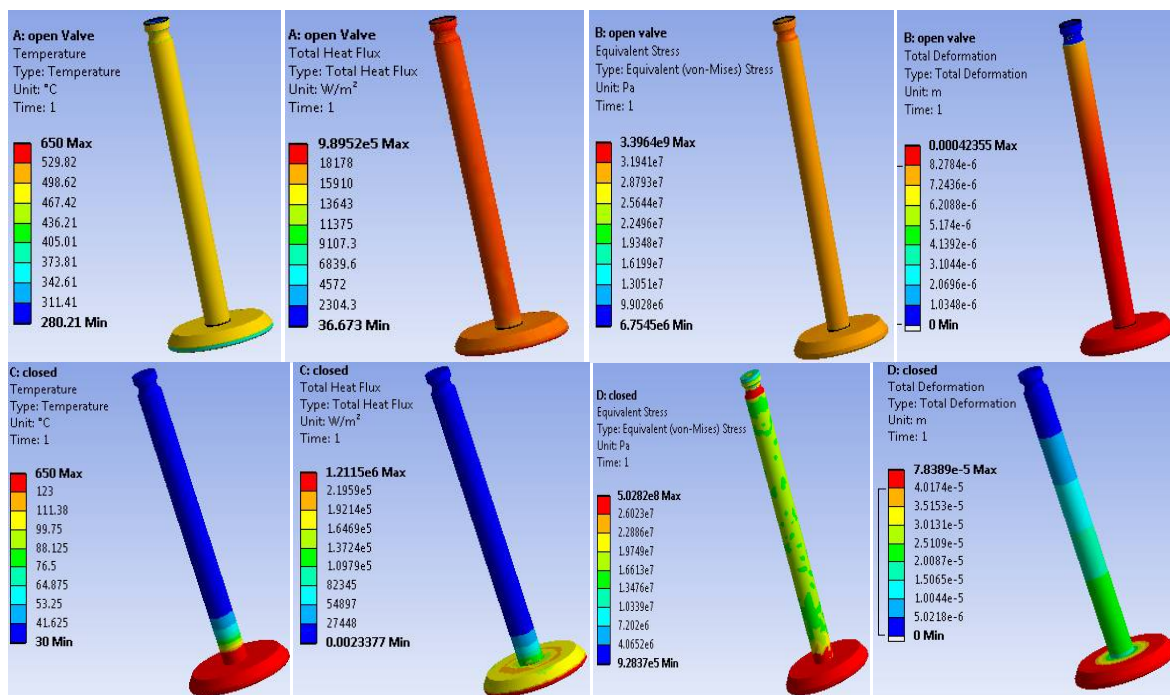 A: open Valve
Temperature
Type: Temperature
Unit: °C
Time: 1
650 Max
529.82
498.62
467.42
436.21
405.01
373.81
342.61
311.41
280.21 Min
A: open Valve
Total Heat Flux
Type: Total Heat Flux
Unit: W/m²
Time: 1
9.8952e5 Max
18178
15910
13643
11375
9107.3
6839.6
4572
2304.3
36.673 Min
B: open valve
Equivalent Stress
Type: Equivalent (von-Mises) Stress
Unit: Pa
Time: 1
3.3964e9 Max
3.1941e7
2.8793e7
2.5644e7
2.2496e7
1.9348e7
1.6199e7
1.3051e7
9.9028e6
6.7545e6 Min
B: open valve
Total Deformation
Type: Total Deformation
Unit: m
Time: 1
0.00042355 Max
8.2784e-6
7.2436e-6
6.2088e-6
5.174e-6
4.1392e-6
3.1044e-6
2.0696e-6
1.0348e-6
0 Min
C: closed
Temperature
Type: Temperature
Unit: °C
Time: 1
650 Max
123
111.38
99.75
88.125
76.5
64.875
53.25
41.625
30 Min
C: closed
Total Heat Flux
Type: Total Heat Flux
Unit: W/m²
Time: 1
1.2115e6 Max
2.1959e5
1.9214e5
1.6469e5
1.3724e5
1.0979e5
82345
54897
27448
0.0023377 Min
D: closed
Equivalent Stress
Type: Equivalent (von-Mises) Stress
Unit: Pa
Time: 1
5.0282e8 Max
2.6023e7
2.2886e7
1.9749e7
1.6613e7
1.3476e7
1.0339e7
7.202e6
4.0652e6
9.2837e5 Min
D: closed
Total Deformation
Type: Total Deformation
Unit: m
Time: 1
7.8389e-5 Max
4.0174e-5
3.5153e-5
3.0131e-5
2.5109e-5
2.0087e-5
1.5065e-5
1.0044e-5
5.0218e-6
0 Min